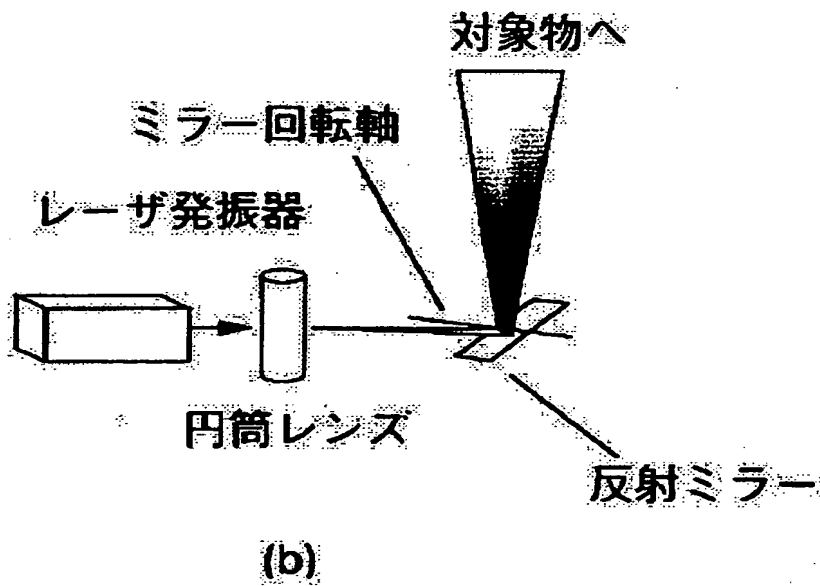 対象物へ
ミラー回転軸
レーザ発振器
円筒レンズ
反射ミラー
(b)